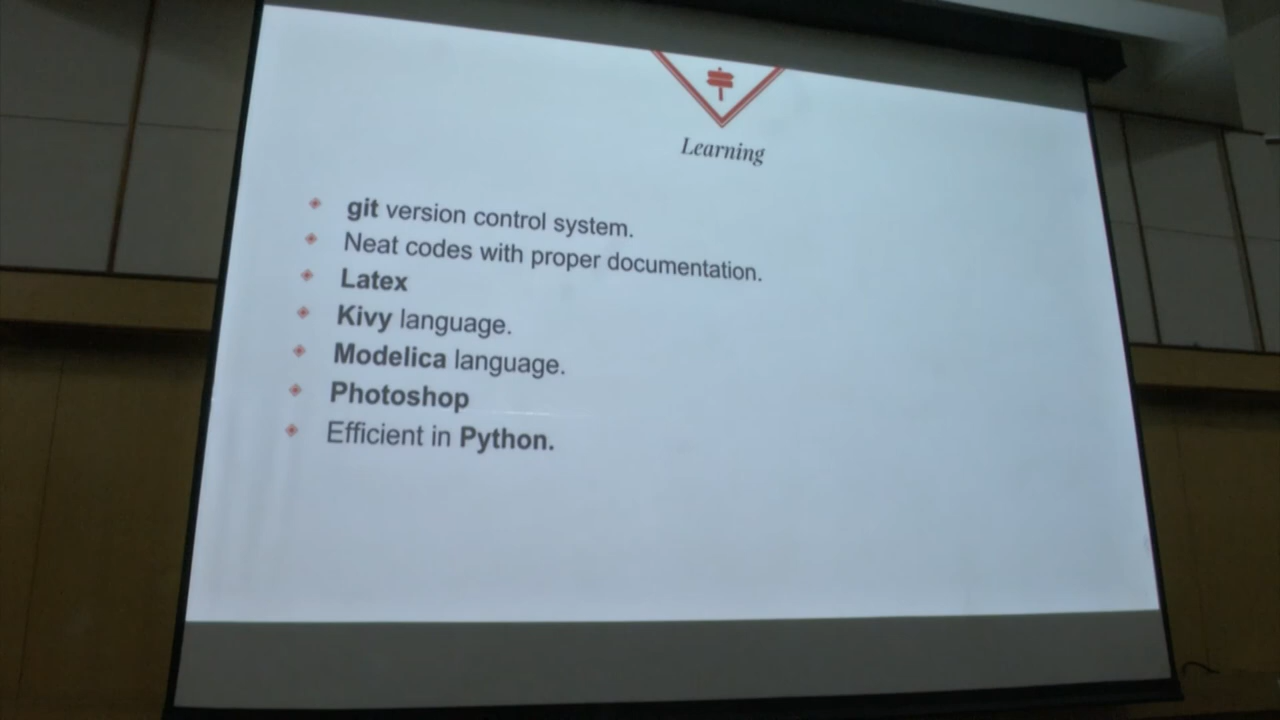 Learning
git version control system.
Neat codes with proper documentation.
Latex
Kivy language.
Modelica language.
Photoshop
Efficient in Python.